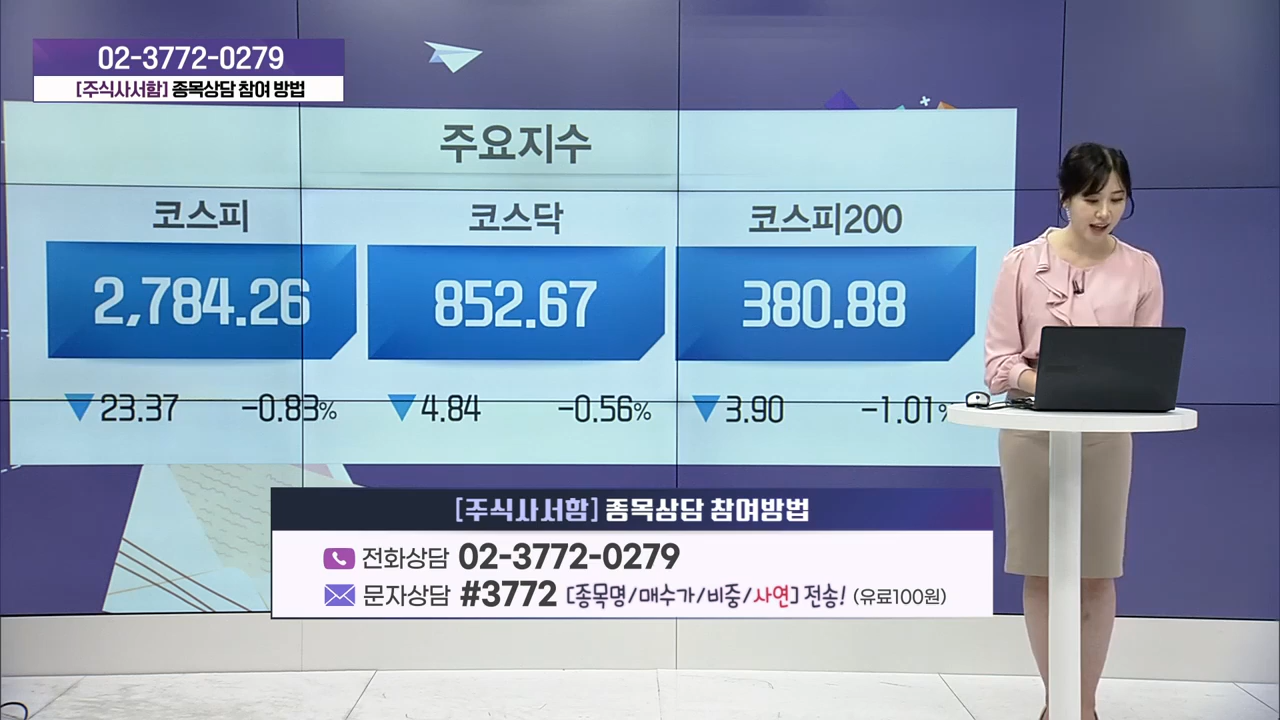 02-3772-0279
[주식사서함] 종목상담 참여 방법
주요지수
코스피
코스닥
코스피200
2,784.26
852.67
380.88
▼23.37 -0.83%
▼4.84 -0.56%
▼3.90 -1.01%
[주식사서함] 종목상담 참여방법
전화상담 02-3772-0279
문자상담 #3772 [종목명/매수가/비중/사연] 전송! (유료100원)